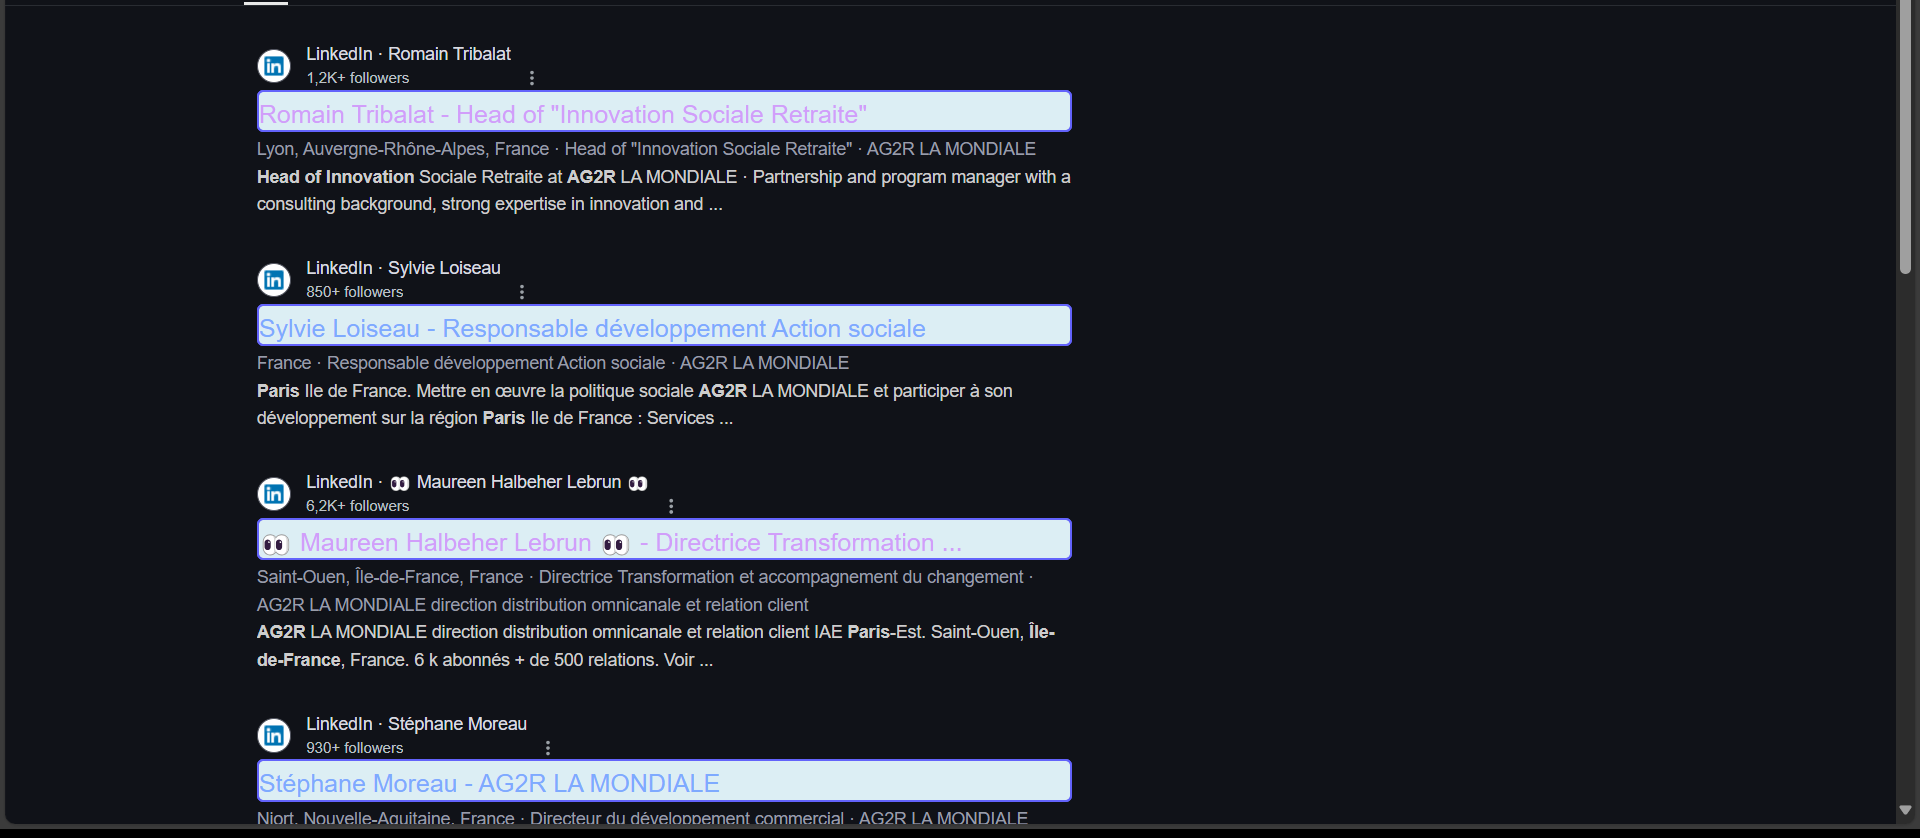 LinkedIn · Romain Tribalat
1,2K+ followers
Romain Tribalat - Head of "Innovation Sociale Retraite"
Lyon, Auvergne-Rhône-Alpes, France · Head of "Innovation Sociale Retraite" · AG2R LA MONDIALE
Head of Innovation Sociale Retraite at AG2R LA MONDIALE · Partnership and program manager with a
consulting background, strong expertise in innovation and ...
LinkedIn · Sylvie Loiseau
850+ followers
Sylvie Loiseau - Responsable développement Action sociale
France · Responsable développement Action sociale · AG2R LA MONDIALE
Paris Ile de France. Mettre en œuvre la politique sociale AG2R LA MONDIALE et participer à son
développement sur la région Paris Ile de France : Services ...
LinkedIn · 👀 Maureen Halbeher Lebrun 👀
6,2K+ followers
👀 Maureen Halbeher Lebrun 👀 - Directrice Transformation ...
Saint-Ouen, Île-de-France, France · Directrice Transformation et accompagnement du changement ·
AG2R LA MONDIALE direction distribution omnicanale et relation client
AG2R LA MONDIALE direction distribution omnicanale et relation client IAE Paris-Est. Saint-Ouen, Île-
de-France, France. 6 k abonnés + de 500 relations. Voir ...
LinkedIn · Stéphane Moreau
930+ followers
Stéphane Moreau - AG2R LA MONDIALE
Niort, Nouvelle-Aquitaine, France · Directeur du développement commercial · AG2R LA MONDIALE